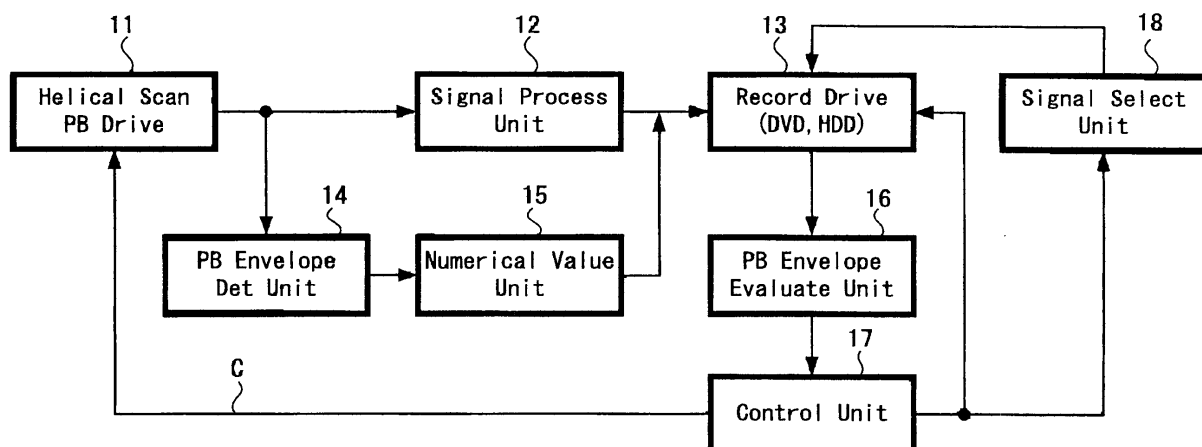 11
12
13
18
Helical Scan
PB Drive
Signal Process
Unit
Record Drive
(DVD, HDD)
Signal Select
Unit
14
15
16
PB Envelope
Det Unit
Numerical Value
Unit
PB Envelope
Evaluate Unit
17
C
Control Unit